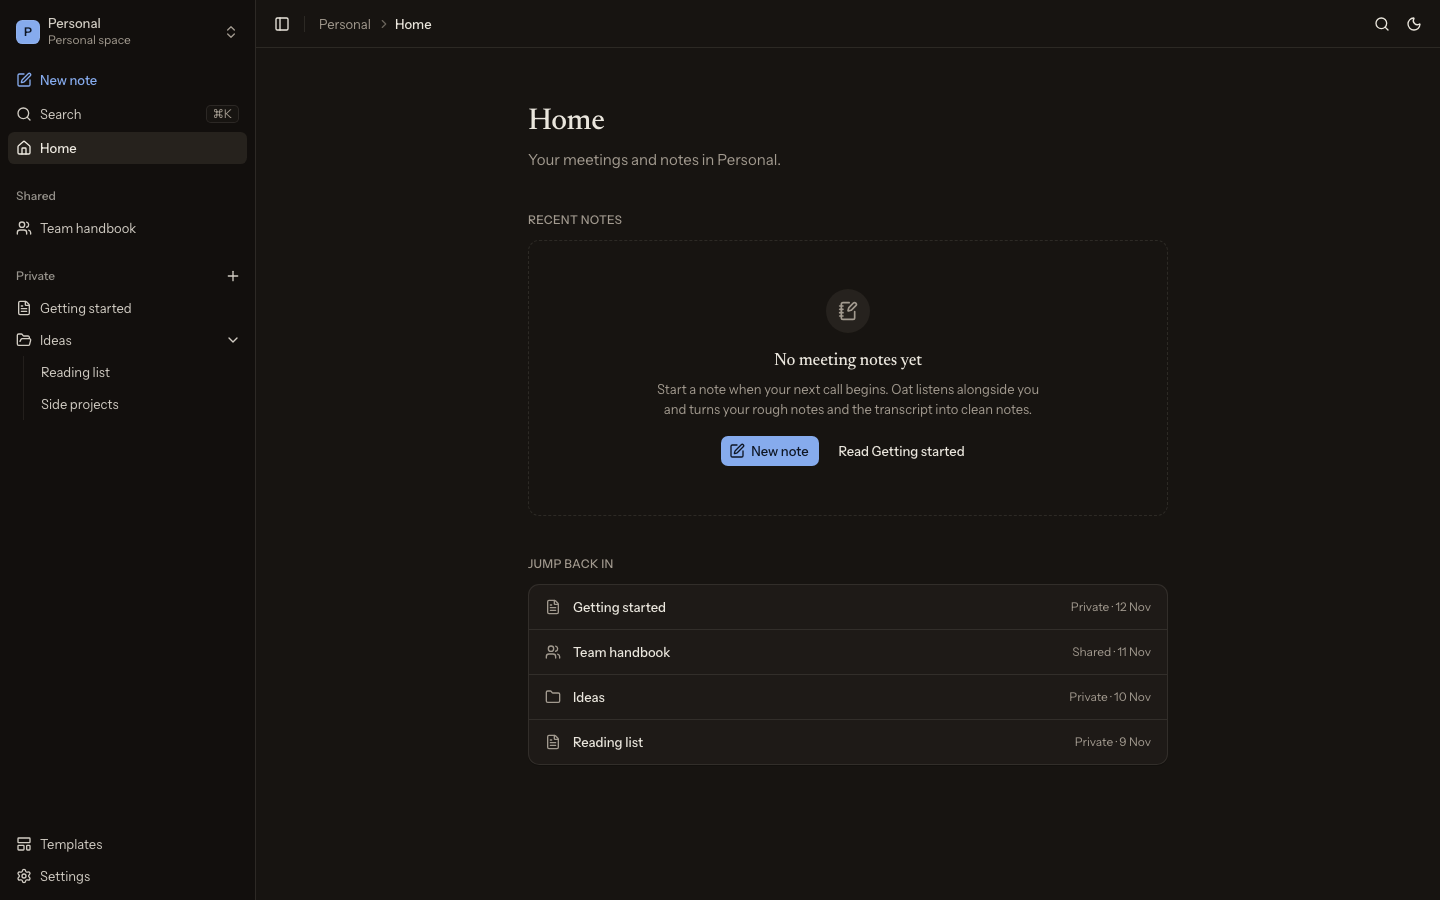 P
Personal
Personal space
New note
Search ⌘K
Home
Shared
Team handbook
Private
Getting started
Ideas
Reading list
Side projects
Templates
Settings
Personal Home
Home
Your meetings and notes in Personal.
RECENT NOTES
No meeting notes yet
Start a note when your next call begins. Oat listens alongside you
and turns your rough notes and the transcript into clean notes.
New note Read Getting started
JUMP BACK IN
Getting started Private · 12 Nov
Team handbook Shared · 11 Nov
Ideas Private · 10 Nov
Reading list Private · 9 Nov